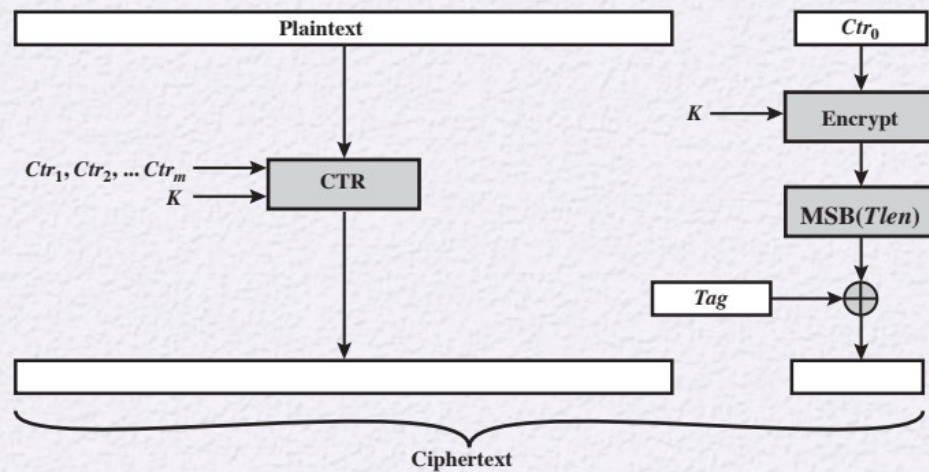 Plaintext
Ctr₀
K
Encrypt
Ctr₁, Ctr₂, ... Ctrₘ
K
CTR
MSB(Tlen)
Tag
Ciphertext